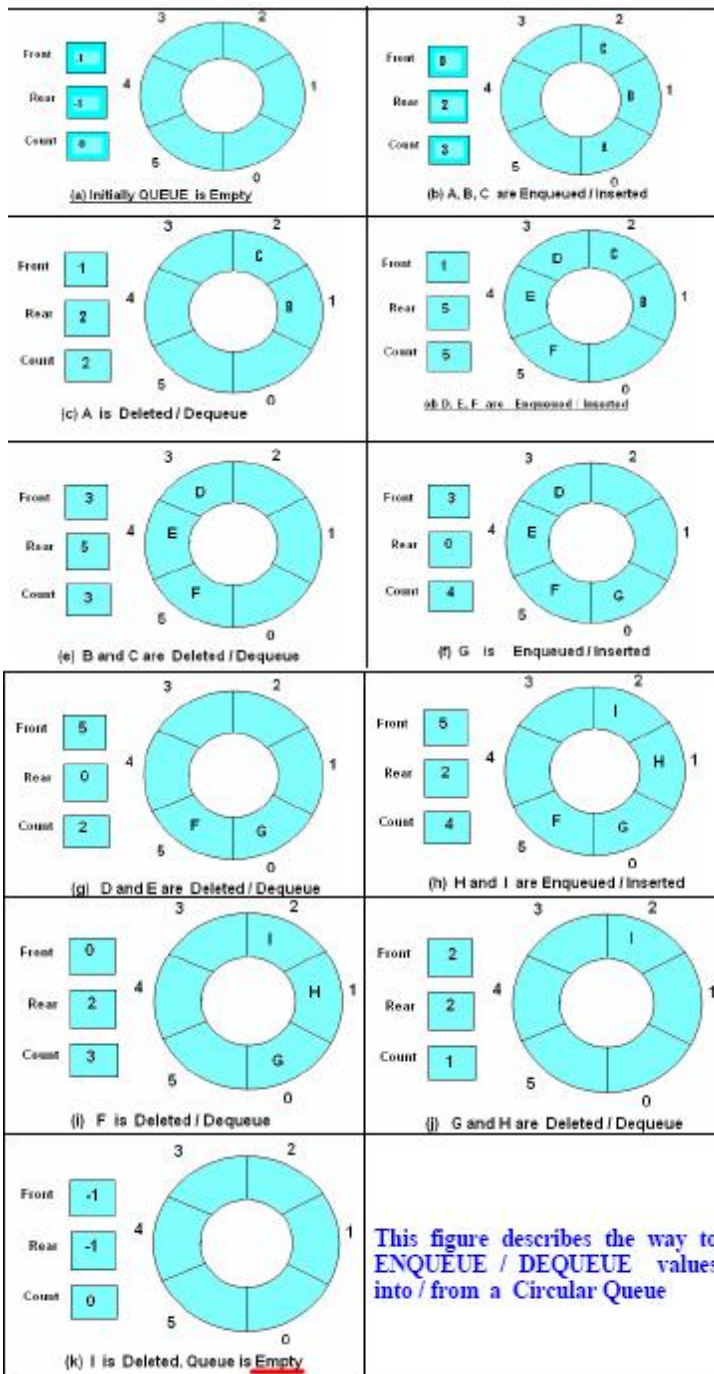 3 2
Front -1
4 1
Rear -1
Count 0
5 0
(a) Initially QUEUE is Empty
2
Front 0
C
4 B 1
Rear 2
A
Count 3
5 0
(b) A, B, C are Enqueued / Inserted
3 2
Front 1
C
4 B 1
Rear 2
Count 2
5 0
(c) A is Deleted / Dequeue
3 2
Front 1
D C
4 E B 1
Rear 5
F
Count 5
5 0
(d) D, E, F are Enqueued / Inserted
3 2
Front 3
D
4 E 1
Rear 5
F
Count 3
5 0
(e) B and C are Deleted / Dequeue
3 2
Front 3
D
4 E 1
Rear 0
F G
Count 4
5 0
(f) G is Enqueued / Inserted
3 2
Front 5
4 1
Rear 0
F G
Count 2
5 0
(g) D and E are Deleted / Dequeue
3 2
Front 5
I
4 H 1
Rear 2
F G
Count 4
5 0
(h) H and I are Enqueued / Inserted
3 2
Front 0
I
4 H 1
Rear 2
G
Count 3
5 0
(i) F is Deleted / Dequeue
3 2
Front 2
I
4 1
Rear 2
Count 1
5 0
(j) G and H are Deleted / Dequeue
3 2
Front -1
4 1
Rear -1
Count 0
5 0
(k) I is Deleted, Queue is Empty
This figure describes the way to
ENQUEUE / DEQUEUE values
into / from a Circular Queue